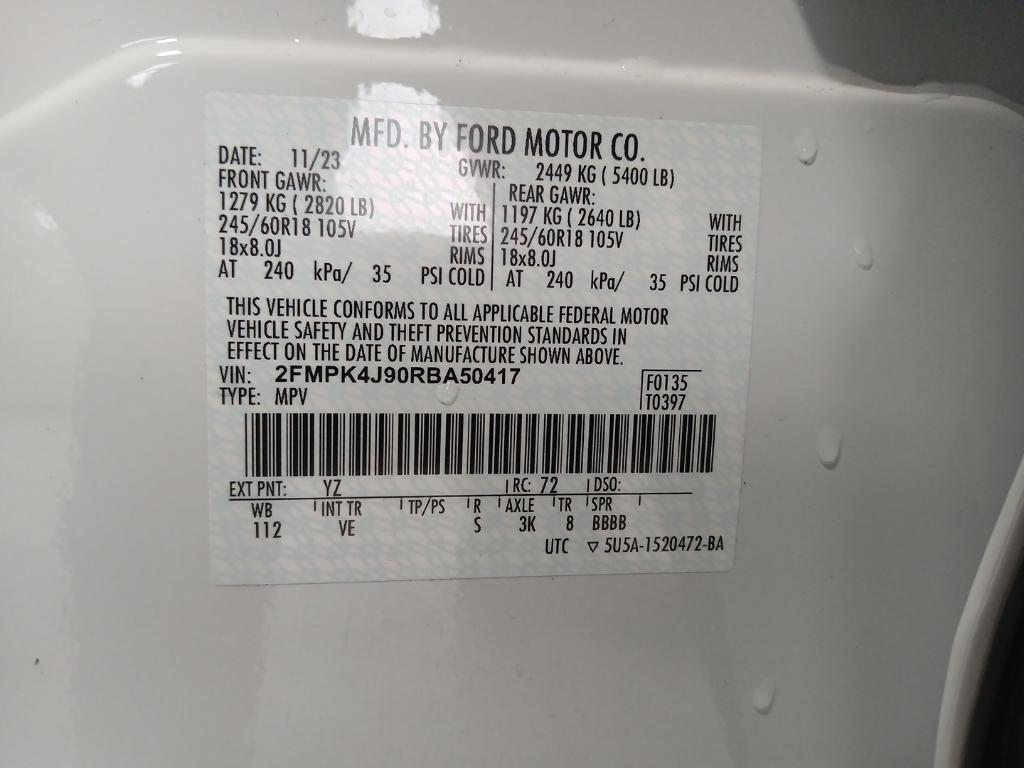 MFD. BY FORD MOTOR CO.
DATE: 11/23 GVWR: 2449 KG ( 5400 LB)
FRONT GAWR: REAR GAWR:
1279 KG ( 2820 LB) WITH 1197 KG ( 2640 LB) WITH
245/60R18 105V TIRES 245/60R18 105V TIRES
18x8.0J RIMS 18x8.0J RIMS
AT 240 kPa/ 35 PSI COLD AT 240 kPa/ 35 PSI COLD
THIS VEHICLE CONFORMS TO ALL APPLICABLE FEDERAL MOTOR
VEHICLE SAFETY AND THEFT PREVENTION STANDARDS IN
EFFECT ON THE DATE OF MANUFACTURE SHOWN ABOVE.
VIN: 2FMPK4J90RBA50417 F0135
TYPE: MPV T0397
EXT PNT: YZ RC: 72 DSO:
WB INT TR TP/PS R AXLE TR SPR
112 VE S 3K 8 BBBB
UTC ▽ 5U5A-1520472-BA